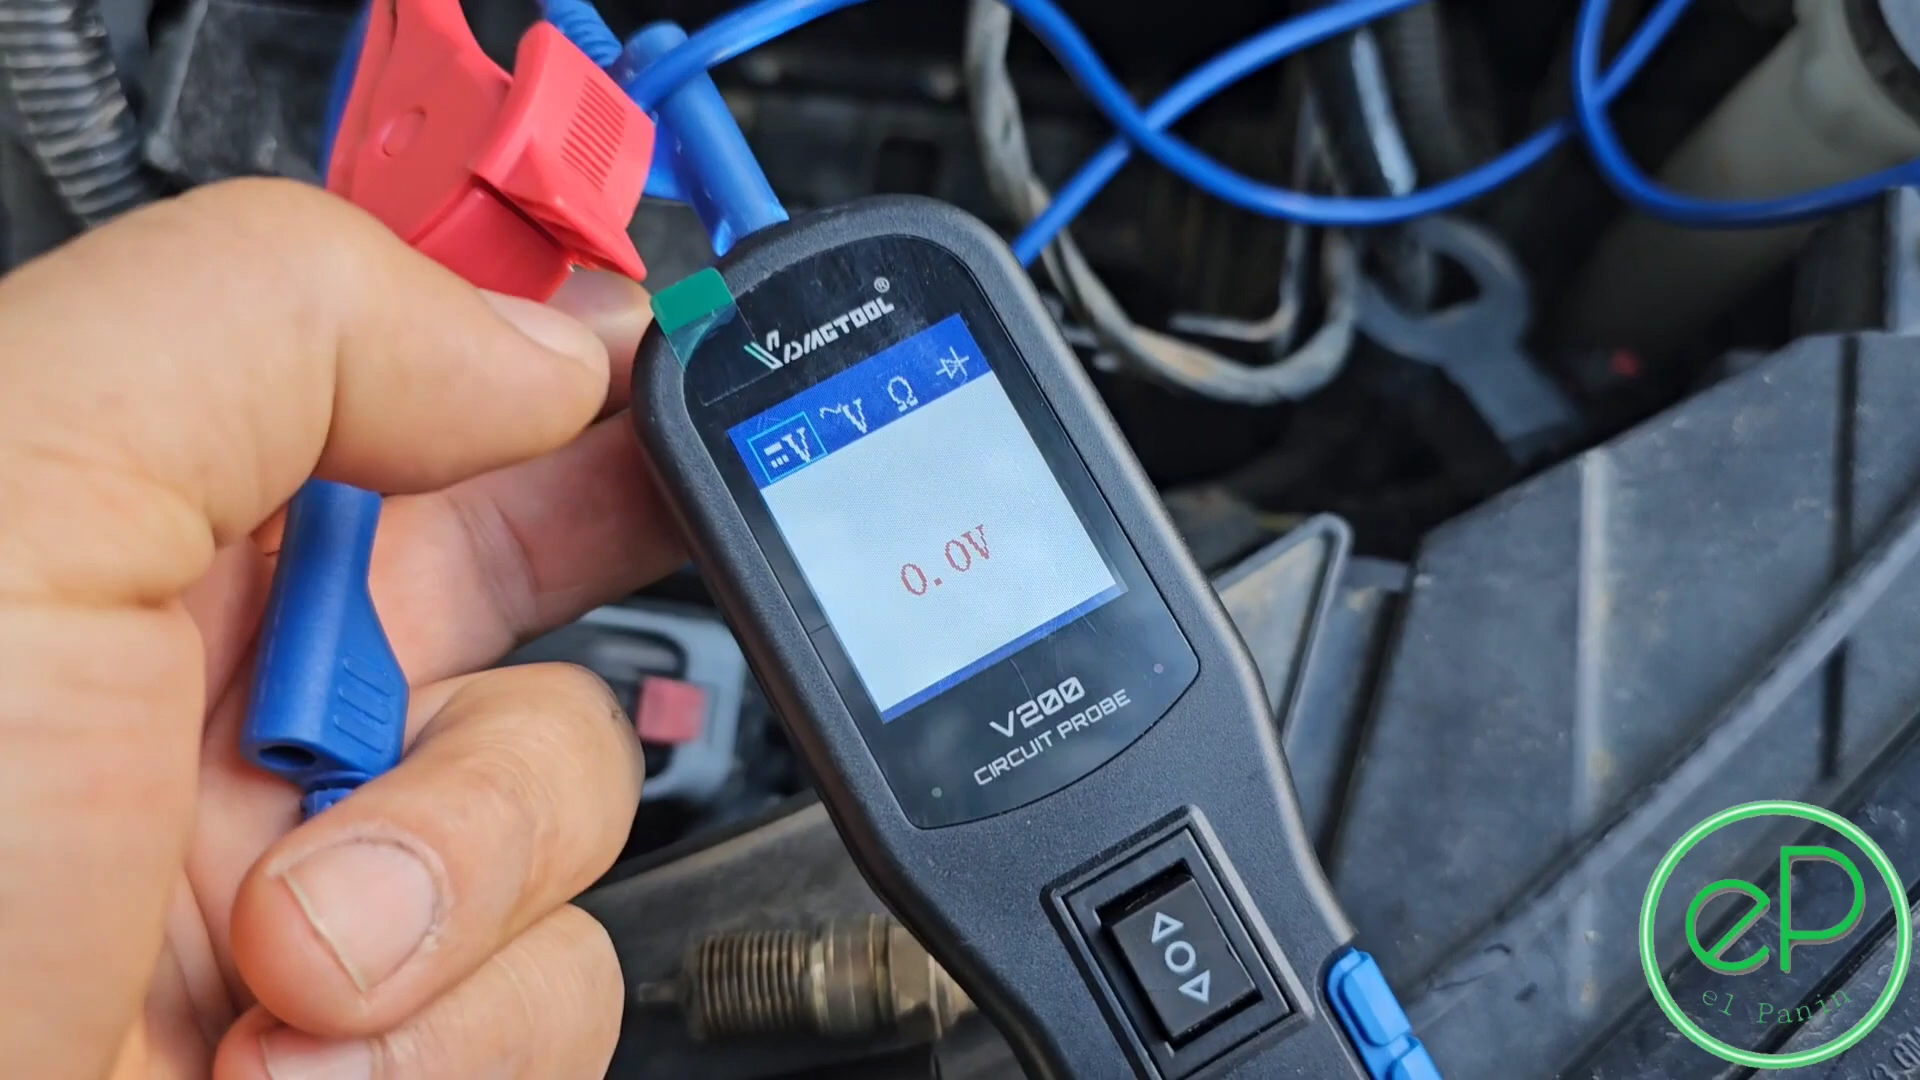 VDIAGTOOL®
⎓V ~V Ω
0.0V
V200
CIRCUIT PROBE
eP
el Panin